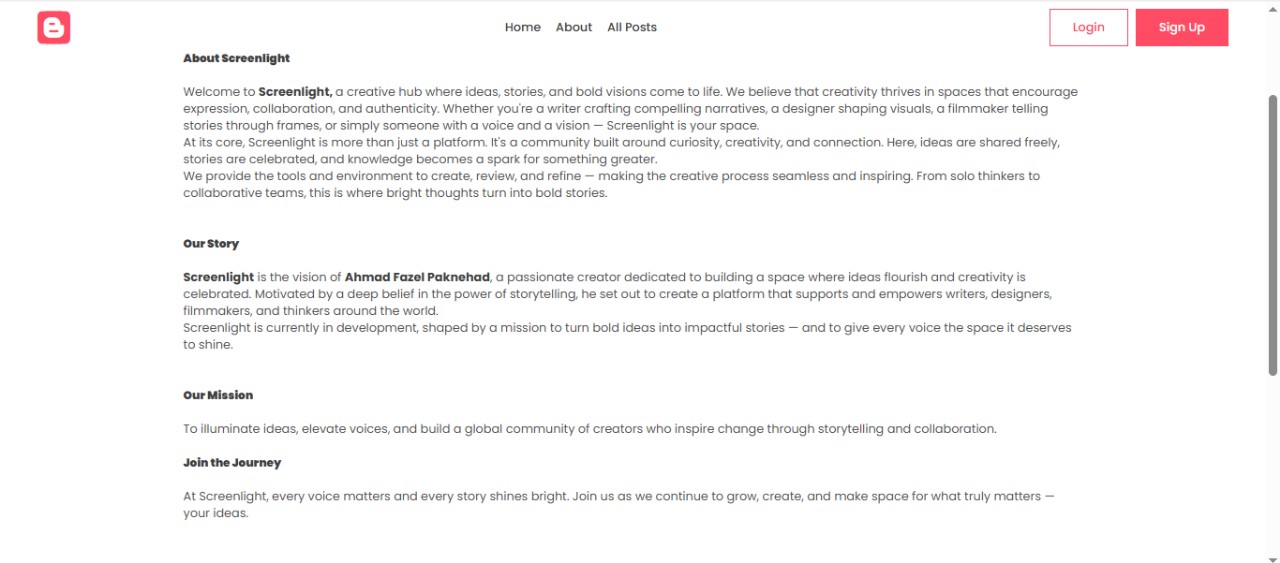 Home About All Posts Login Sign Up
About Screenlight
Welcome to Screenlight, a creative hub where ideas, stories, and bold visions come to life. We believe that creativity thrives in spaces that encourage
expression, collaboration, and authenticity. Whether you're a writer crafting compelling narratives, a designer shaping visuals, a filmmaker telling
stories through frames, or simply someone with a voice and a vision — Screenlight is your space.
At its core, Screenlight is more than just a platform. It's a community built around curiosity, creativity, and connection. Here, ideas are shared freely,
stories are celebrated, and knowledge becomes a spark for something greater.
We provide the tools and environment to create, review, and refine — making the creative process seamless and inspiring. From solo thinkers to
collaborative teams, this is where bright thoughts turn into bold stories.
Our Story
Screenlight is the vision of Ahmad Fazel Paknehad, a passionate creator dedicated to building a space where ideas flourish and creativity is
celebrated. Motivated by a deep belief in the power of storytelling, he set out to create a platform that supports and empowers writers, designers,
filmmakers, and thinkers around the world.
Screenlight is currently in development, shaped by a mission to turn bold ideas into impactful stories — and to give every voice the space it deserves
to shine.
Our Mission
To illuminate ideas, elevate voices, and build a global community of creators who inspire change through storytelling and collaboration.
Join the Journey
At Screenlight, every voice matters and every story shines bright. Join us as we continue to grow, create, and make space for what truly matters —
your ideas.